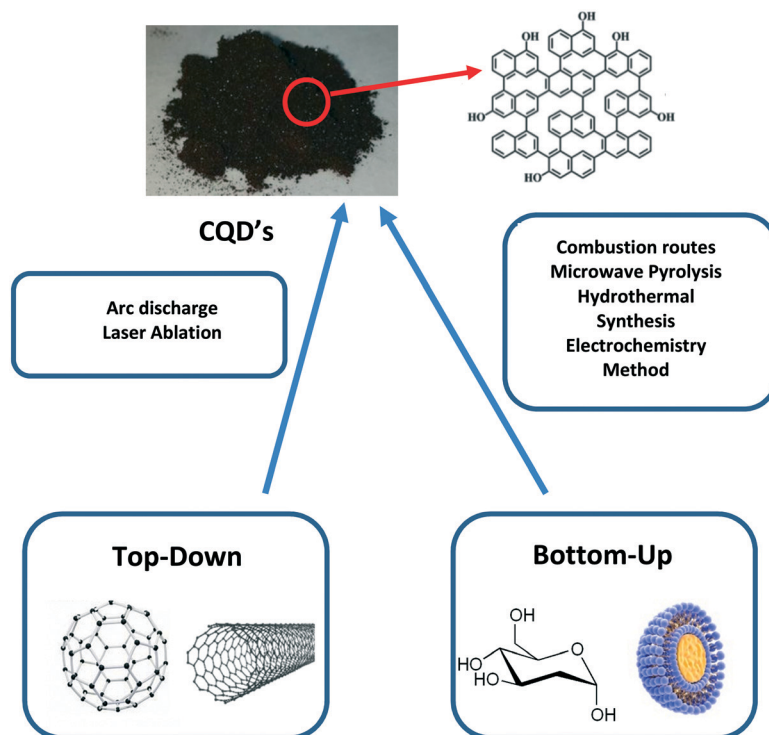 OH
OH
OH
HO
OH
HO
CQD's
Arc discharge
Laser Ablation
Combustion routes
Microwave Pyrolysis
Hydrothermal
Synthesis
Electrochemistry
Method
Top-Down
Bottom-Up
OH
O
HO
HO
OH